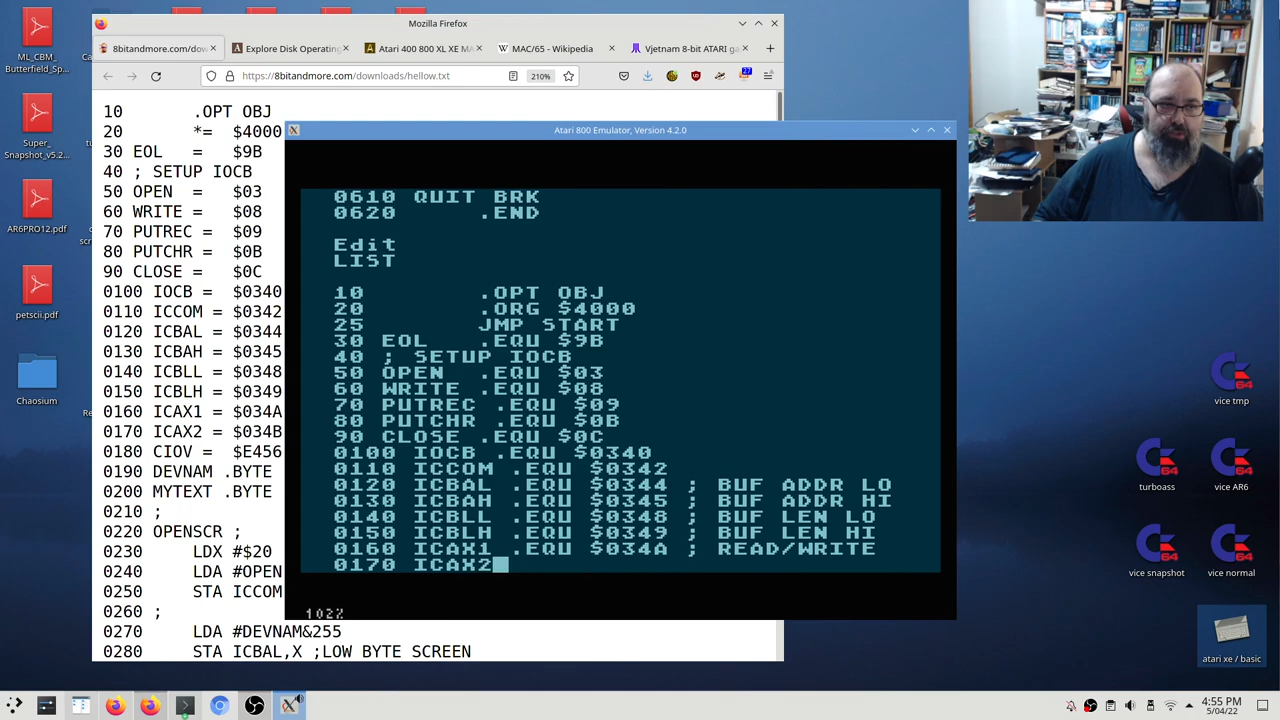 ML_CBM_
Butterfield_Sp...
Super_
Snapshot_v5.2...
AR6PRO12.pdf
petscii.pdf
Chaosium
Mozilla Firefox
8bitandmore.com/dow
Explore Disk Operating
Atari 400 800 XL XE MA
MAC/65 - Wikipedia
Vjetnam 8-bit ATARI ga
https://8bitandmore.com/downloads/hellow.txt
210%
27
10 .OPT OBJ
20 *= $4000
30 EOL = $9B
40 ; SETUP IOCB
50 OPEN = $03
60 WRITE = $08
70 PUTREC = $09
80 PUTCHR = $0B
90 CLOSE = $0C
0100 IOCB = $0340
0110 ICCOM = $0342
0120 ICBAL = $0344
0130 ICBAH = $0345
0140 ICBLL = $0348
0150 ICBLH = $0349
0160 ICAX1 = $034A
0170 ICAX2 = $034B
0180 CIOV = $E456
0190 DEVNAM .BYTE
0200 MYTEXT .BYTE
0210 ;
0220 OPENSCR ;
0230 LDX #$20
0240 LDA #OPEN
0250 STA ICCOM
0260 ;
0270 LDA #DEVNAM&255
0280 STA ICBAL,X ;LOW BYTE SCREEN
Atari 800 Emulator, Version 4.2.0
0610 QUIT BRK
0620 .END
Edit
LIST
10 .OPT OBJ
20 .ORG $4000
25 JMP START
30 EOL .EQU $9B
40 ; SETUP IOCB
50 OPEN .EQU $03
60 WRITE .EQU $08
70 PUTREC .EQU $09
80 PUTCHR .EQU $0B
90 CLOSE .EQU $0C
0100 IOCB .EQU $0340
0110 ICCOM .EQU $0342
0120 ICBAL .EQU $0344 ; BUF ADDR LO
0130 ICBAH .EQU $0345 ; BUF ADDR HI
0140 ICBLL .EQU $0348 ; BUF LEN LO
0150 ICBLH .EQU $0349 ; BUF LEN HI
0160 ICAX1 .EQU $034A ; READ/WRITE
0170 ICAX2
102%
vice tmp
turboass
vice AR6
vice snapshot
vice normal
atari xe / basic
4:55 PM
5/04/22